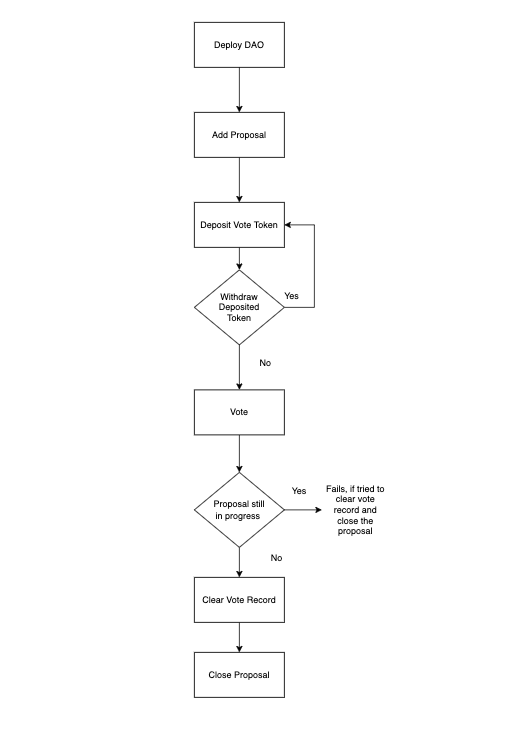 Deploy DAO
Add Proposal
Deposit Vote Token
Withdraw
Deposited
Token
Yes
No
Vote
Proposal still
in progress
Yes
Fails, if tried to
clear vote
record and
close the
proposal
No
Clear Vote Record
Close Proposal